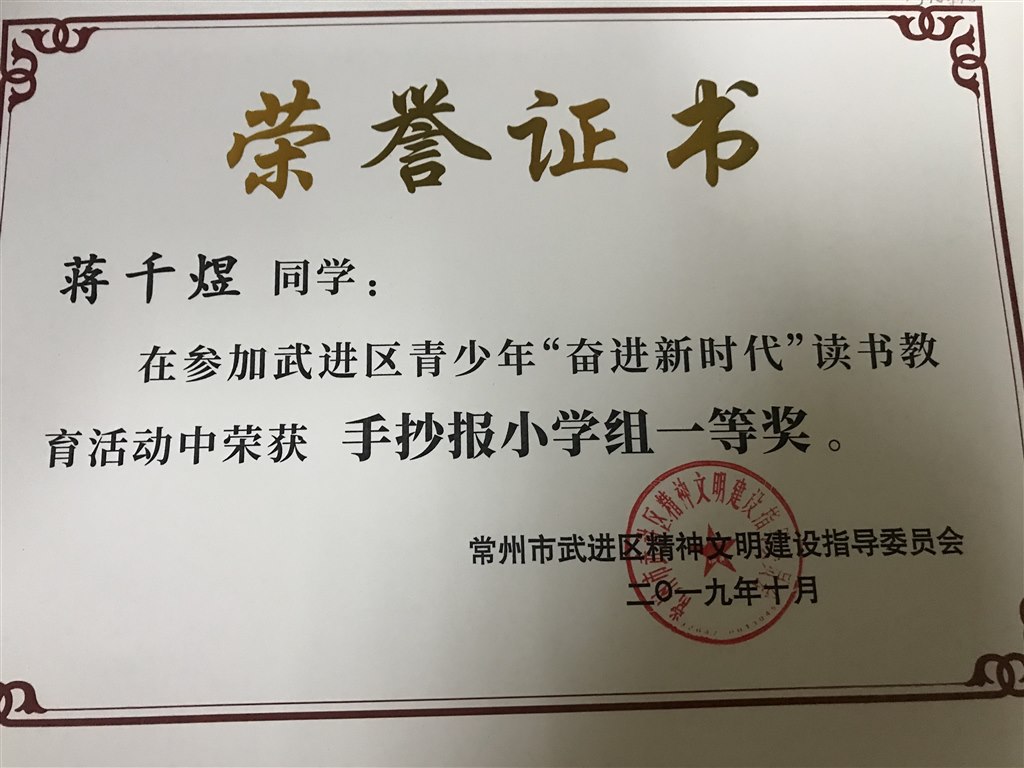 荣誉证书
蒋千煜 同学：
在参加武进区青少年“奋进新时代”读书教
育活动中荣获 手抄报小学组一等奖。
常州市武进区精神文明建设指导委员会
二〇一九年十月